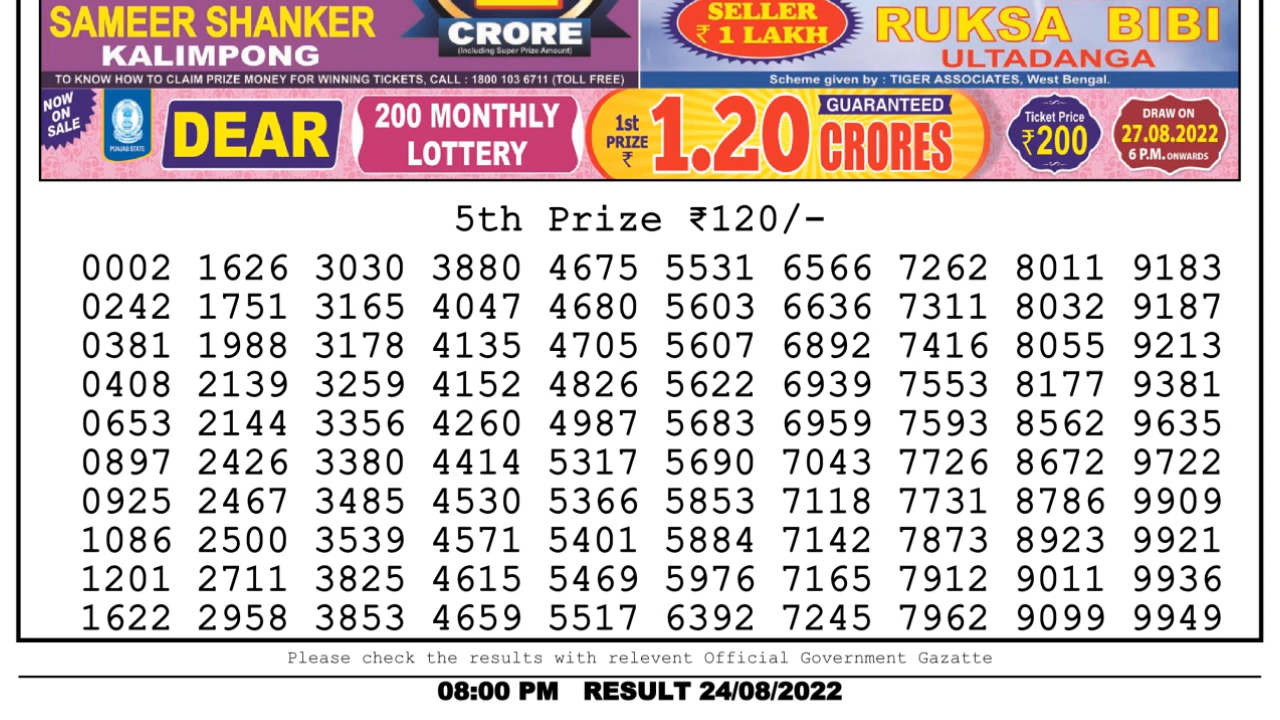 SAMEER SHANKER
KALIMPONG
CRORE
(Including Super Prize Amount)
SELLER
₹ 1 LAKH
RUKSA BIBI
ULTADANGA
TO KNOW HOW TO CLAIM PRIZE MONEY FOR WINNING TICKETS, CALL : 1800 103 6711 (TOLL FREE)
Scheme given by : TIGER ASSOCIATES, West Bengal.
NOW
ON
SALE
PUNJAB STATE
DEAR
200 MONTHLY
LOTTERY
1st
PRIZE
₹
1.20
GUARANTEED
CRORES
Ticket Price
₹200
DRAW ON
27.08.2022
6 P.M. ONWARDS
5th Prize ₹120/-
0002 1626 3030 3880 4675 5531 6566 7262 8011 9183
0242 1751 3165 4047 4680 5603 6636 7311 8032 9187
0381 1988 3178 4135 4705 5607 6892 7416 8055 9213
0408 2139 3259 4152 4826 5622 6939 7553 8177 9381
0653 2144 3356 4260 4987 5683 6959 7593 8562 9635
0897 2426 3380 4414 5317 5690 7043 7726 8672 9722
0925 2467 3485 4530 5366 5853 7118 7731 8786 9909
1086 2500 3539 4571 5401 5884 7142 7873 8923 9921
1201 2711 3825 4615 5469 5976 7165 7912 9011 9936
1622 2958 3853 4659 5517 6392 7245 7962 9099 9949
Please check the results with relevent Official Government Gazatte
08:00 PM RESULT 24/08/2022